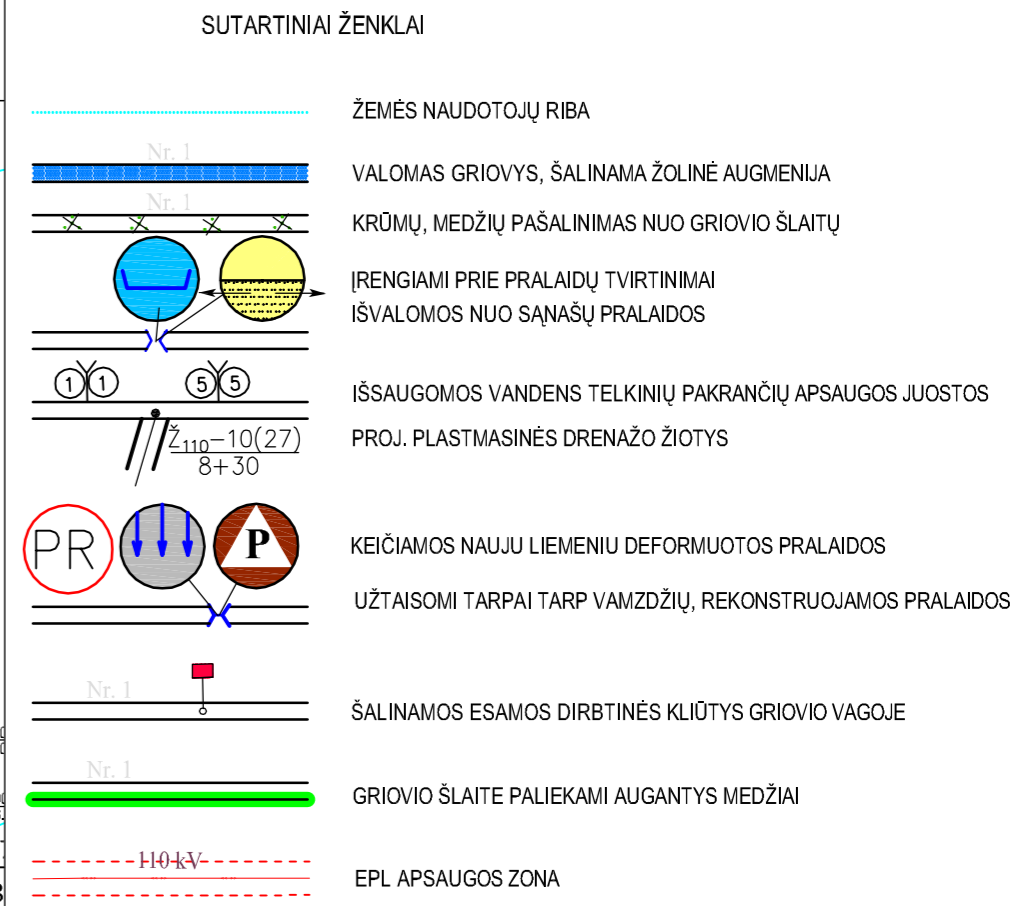 SUTARTINIAI ŽENKLAI
ŽEMĖS NAUDOTOJŲ RIBA
Nr. 1
VALOMAS GRIOVYS, ŠALINAMA ŽOLINĖ AUGMENIJA
Nr. 1
KRŪMŲ, MEDŽIŲ PAŠALINIMAS NUO GRIOVIO ŠLAITŲ
ĮRENGIAMI PRIE PRALAIDŲ TVIRTINIMAI
IŠVALOMOS NUO SĄNAŠŲ PRALAIDOS
1 1 5 5
IŠSAUGOMOS VANDENS TELKINIŲ PAKRANČIŲ APSAUGOS JUOSTOS
Ž110-10(27)
8+30
PROJ. PLASTMASINĖS DRENAŽO ŽIOTYS
PR P
KEIČIAMOS NAUJU LIEMENIU DEFORMUOTOS PRALAIDOS
UŽTAISOMI TARPAI TARP VAMZDŽIŲ, REKONSTRUOJAMOS PRALAIDOS
Nr. 1
ŠALINAMOS ESAMOS DIRBTINĖS KLIŪTYS GRIOVIO VAGOJE
Nr. 1
GRIOVIO ŠLAITE PALIEKAMI AUGANTYS MEDŽIAI
110 kV
EPL APSAUGOS ZONA